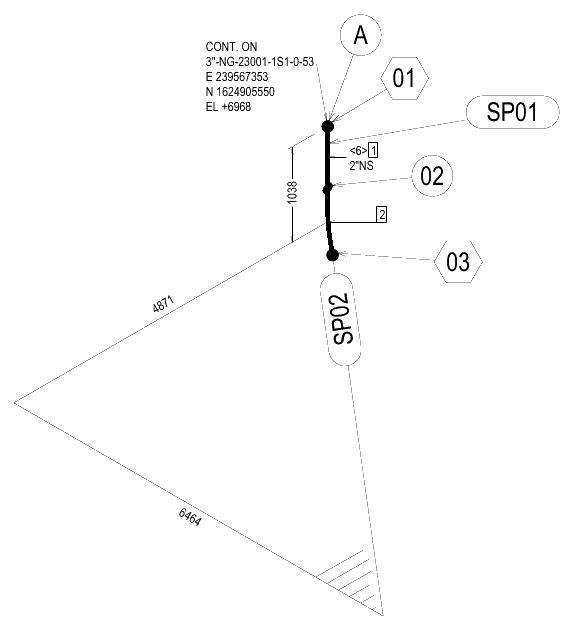 A
CONT. ON
3"-NG-23001-1S1-0-53
E 239567353
N 1624905550
EL +6968
01
SP01
<6>1
2"NS
02
1038
2
03
SP02
4871
6464